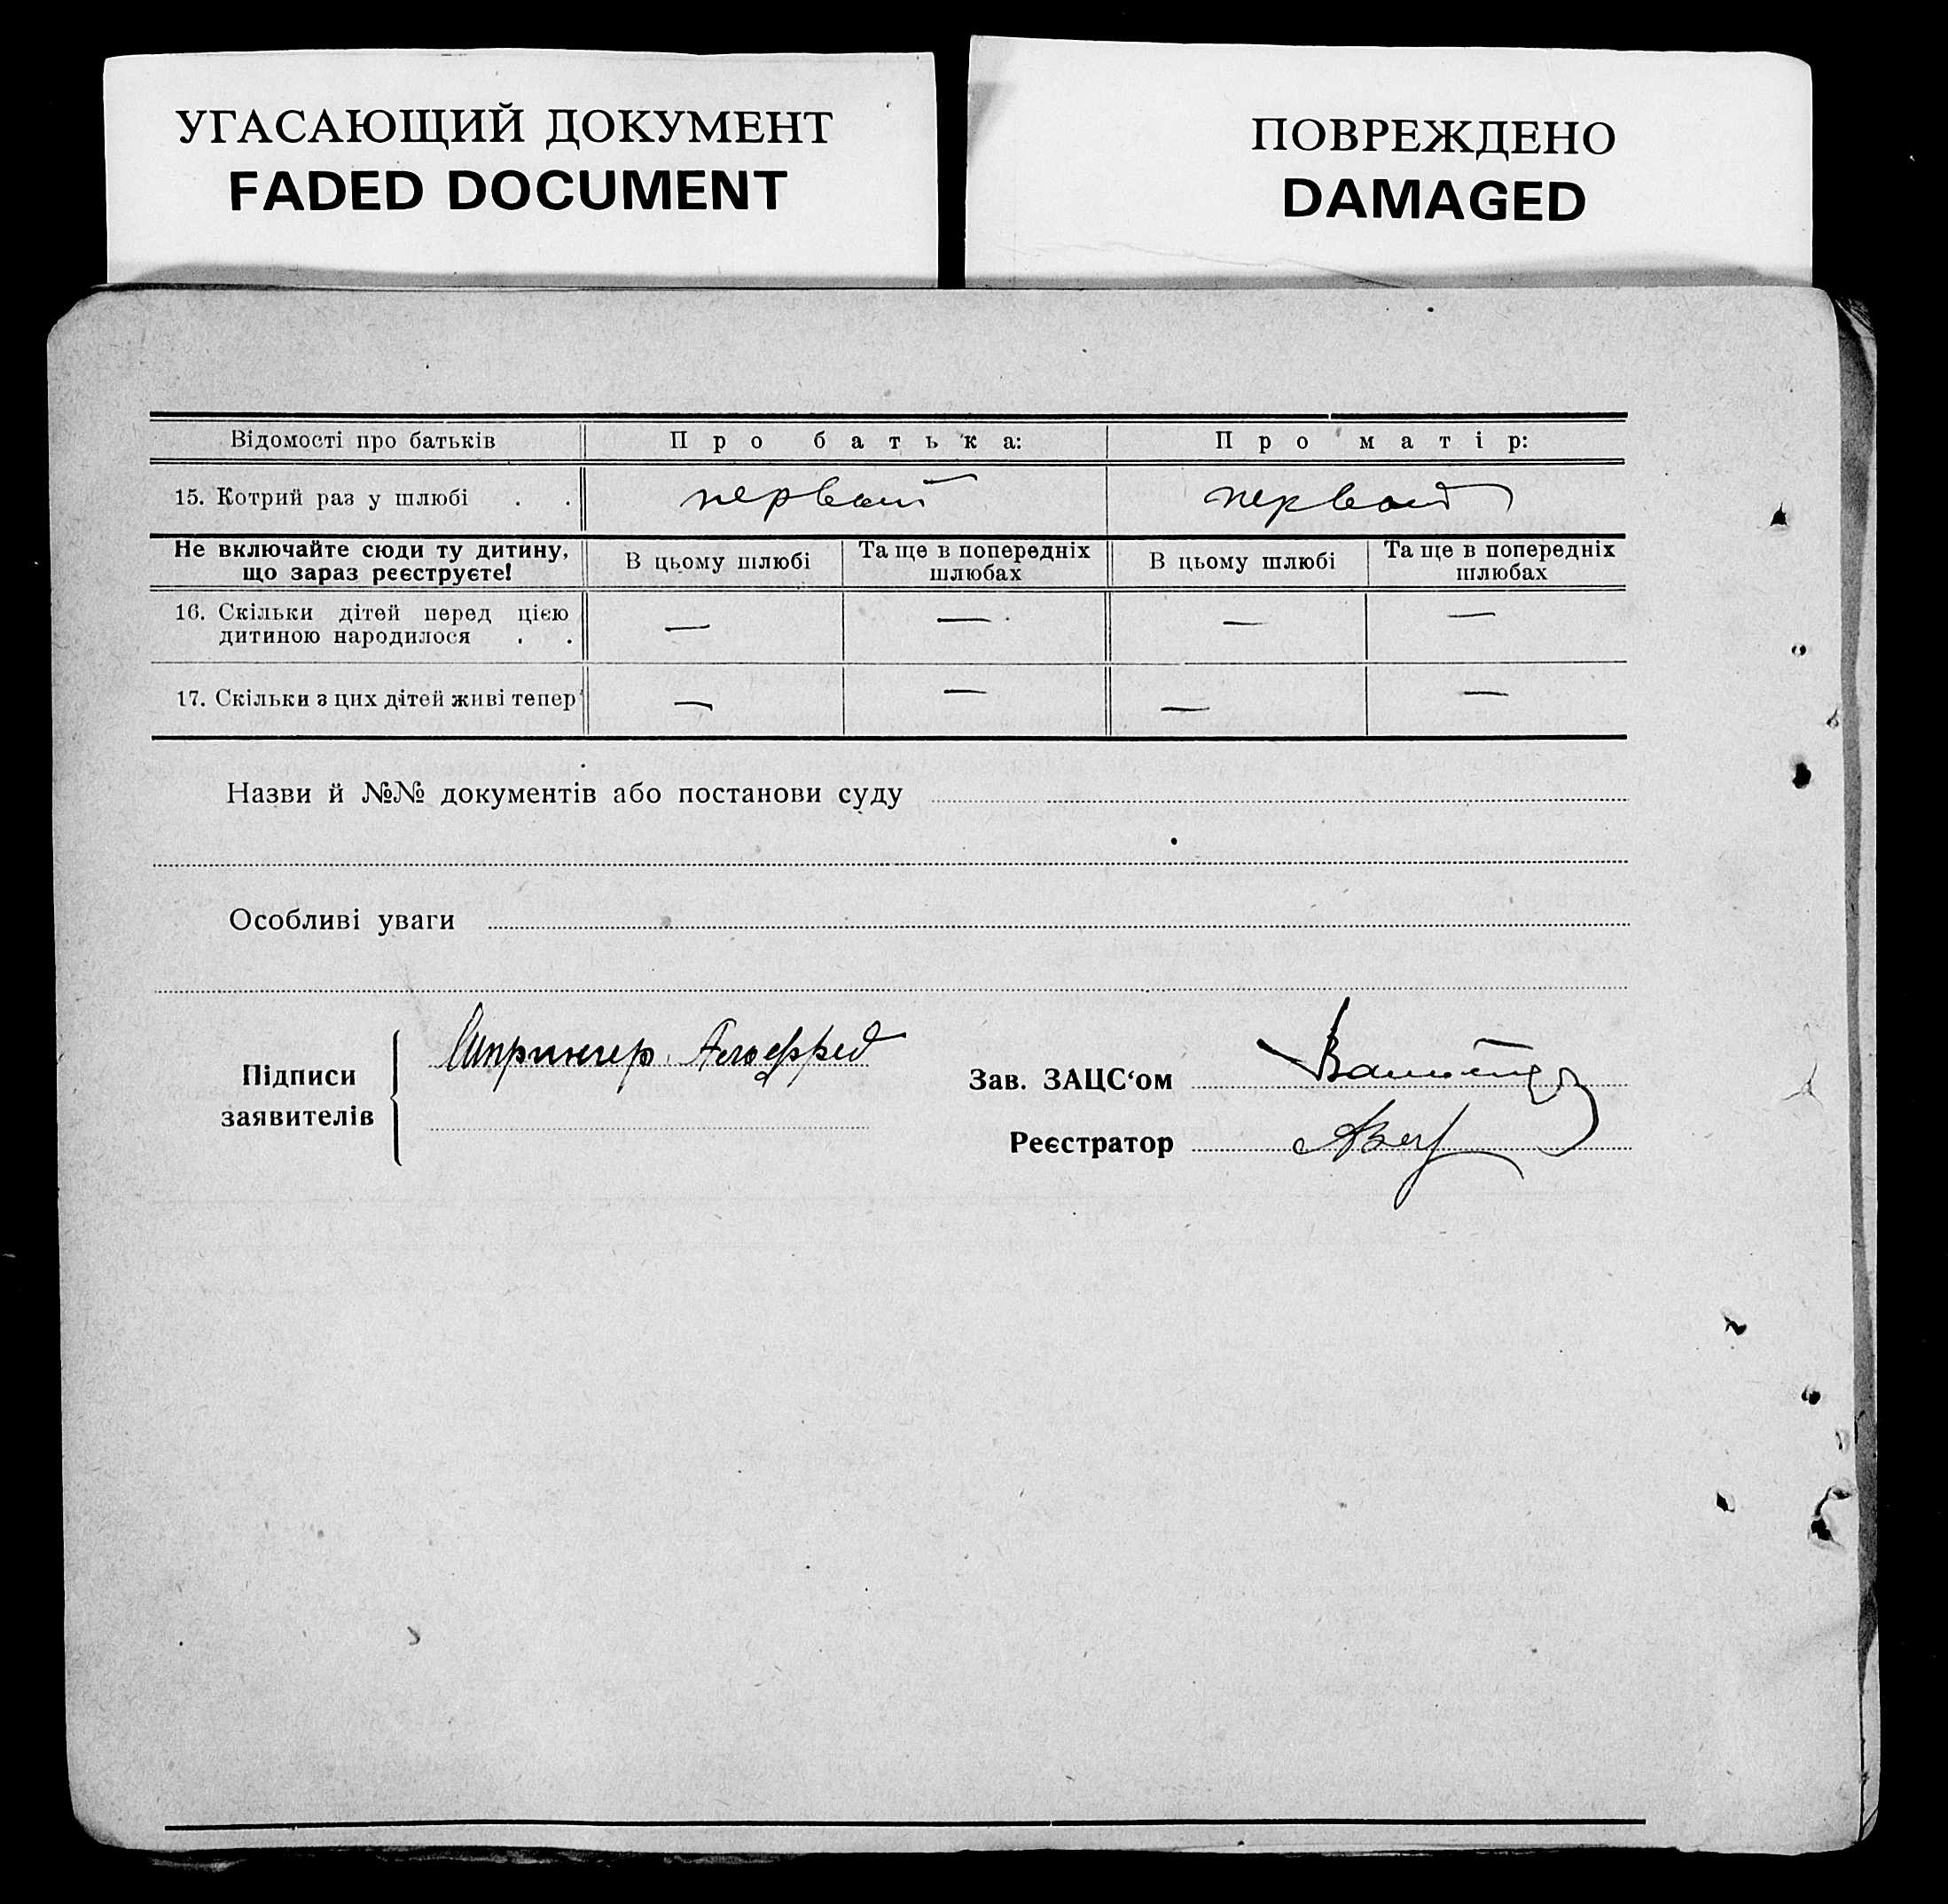 УГАСАЮЩИЙ ДОКУМЕНТ
FADED DOCUMENT
ПОВРЕЖДЕНО
DAMAGED
Відомості про батьків Про батька: Про матір:
15. Котрий раз у шлюбі . . первый первый
Не включайте сюди ту дитину, що зараз реєструєте! В цьому шлюбі Та ще в попередніх шлюбах В цьому шлюбі Та ще в попередніх шлюбах
16. Скільки дітей перед цією дитиною народилося . . — — — —
17. Скільки з цих дітей живі тепер — — — —
Назви й №№ документів або постанови суду
Особливі уваги
Підписи заявителів Шпрингер
Зав. ЗАЦС‘ом
Реєстратор